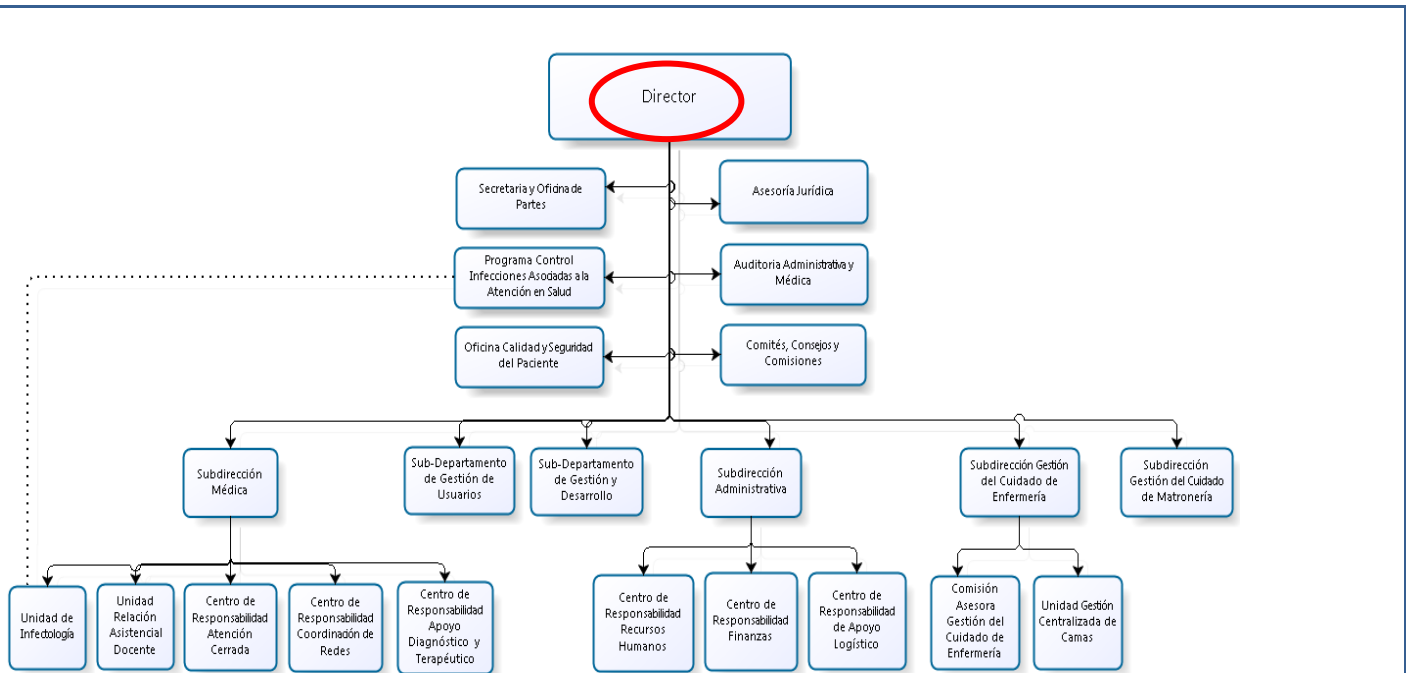 Director
Secretaria y Oficina de
Partes
Asesoría Jurídica
Programa Control
Infecciones Asociadas a la
Atención en Salud
Auditoria Administrativa y
Médica
Oficina Calidad y Seguridad
del Paciente
Comités, Consejos y
Comisiones
Subdirección
Médica
Sub-Departamento
de Gestión de
Usuarios
Sub-Departamento
de Gestión y
Desarrollo
Subdirección
Administrativa
Subdirección Gestión
del Cuidado de
Enfermería
Subdirección
Gestión del Cuidado
de Matronería
Unidad de
Infectología
Unidad
Relación
Asistencial
Docente
Centro de
Responsabilidad
Atención
Cerrada
Centro de
Responsabilidad
Coordinación de
Redes
Centro de
Responsabilidad
Apoyo
Diagnóstico y
Terapéutico
Centro de
Responsabilidad
Recursos
Humanos
Centro de
Responsabilidad
Finanzas
Centro de
Responsabilidad
de Apoyo
Logístico
Comisión
Asesora
Gestión del
Cuidado de
Enfermería
Unidad Gestión
Centralizada de
Camas